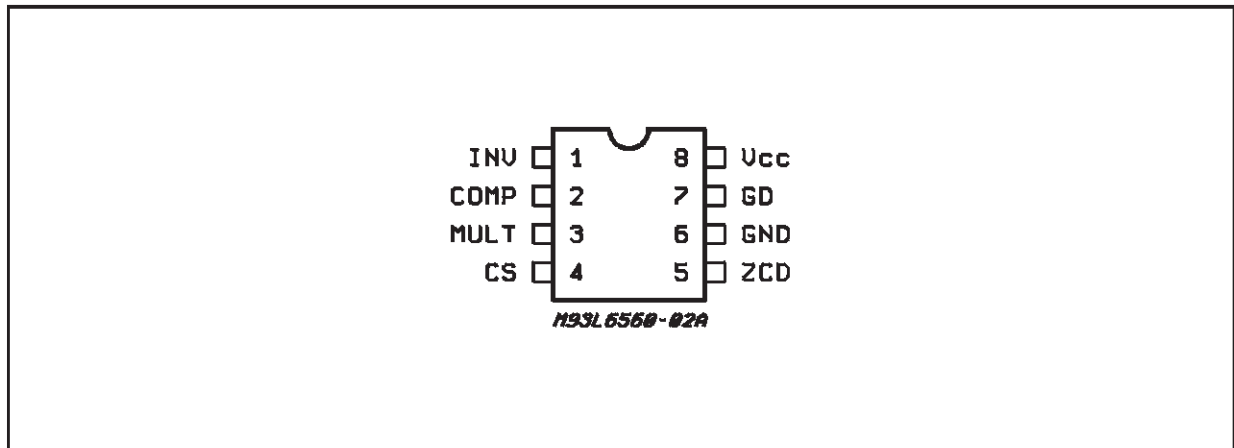 INV 1 8 Vcc
COMP 2 7 GD
MULT 3 6 GND
CS 4 5 ZCD
M93L6560-02A